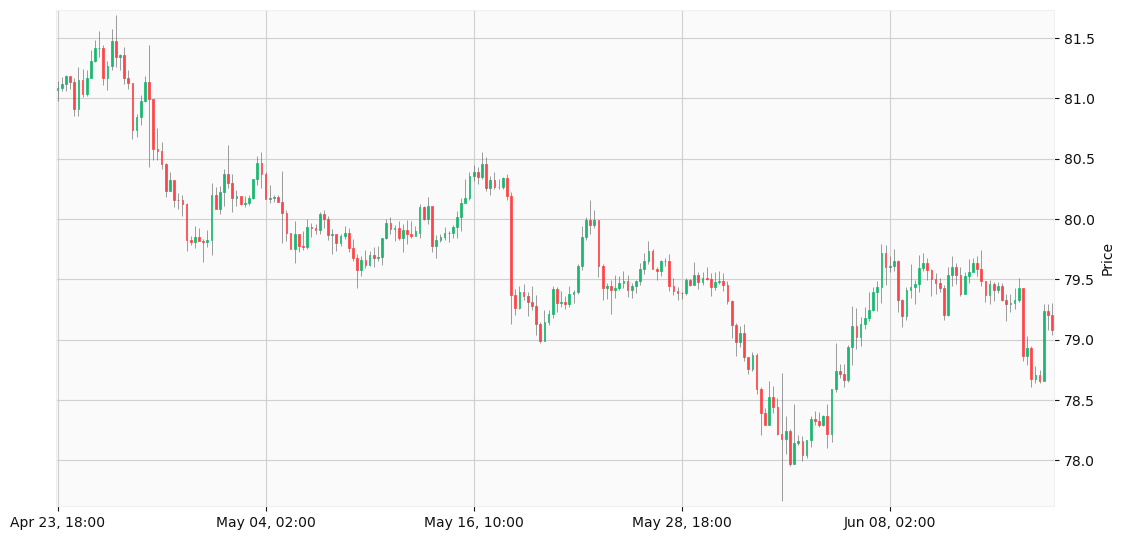 81.5
81.0
80.5
80.0
79.5
79.0
78.5
78.0
Price
Apr 23, 18:00
May 04, 02:00
May 16, 10:00
May 28, 18:00
Jun 08, 02:00